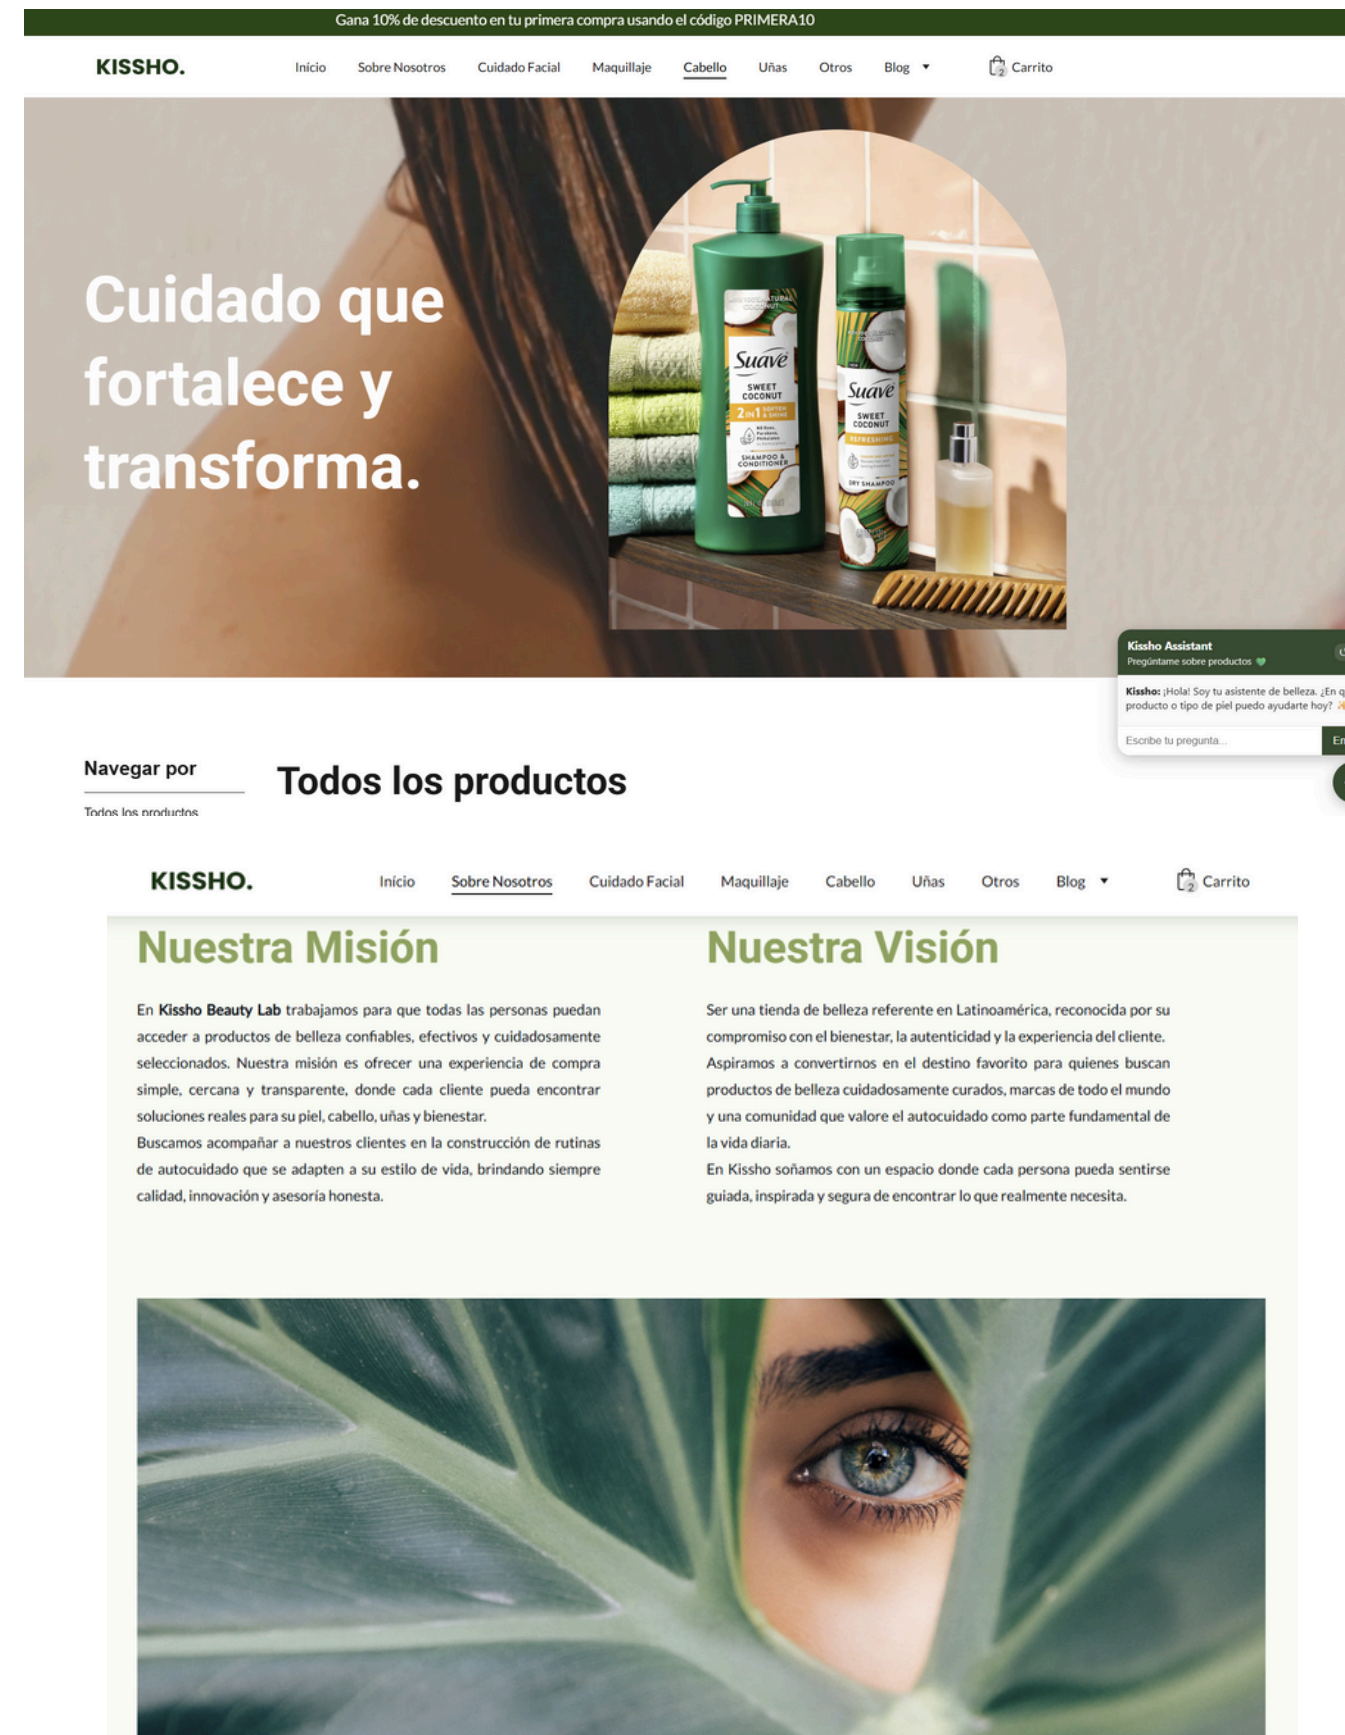 Gana 10% de descuento en tu primera compra usando el código PRIMERA10
KISSHO.
Início
Sobre Nosotros
Cuidado Facial
Maquillaje
Cabello
Uñas
Otros
Blog
2
Carrito
Cuidado que
fortalece y
transforma.
COCONUT
Suave
SWEET
COCONUT
2 IN 1 SOFTEN
& SHINE
SHAMPOO &
CONDITIONER
Suave
SWEET
COCONUT
REFRESHING
DRY SHAMPOO
Kissho Assistant
Pregúntame sobre productos
Kissho: ¡Hola! Soy tu asistente de belleza. ¿En q
producto o tipo de piel puedo ayudarte hoy?
Escribe tu pregunta...
En
Navegar por
Todos los productos
Todos los productos
KISSHO.
Início
Sobre Nosotros
Cuidado Facial
Maquillaje
Cabello
Uñas
Otros
Blog
2
Carrito
Nuestra Misión
En Kissho Beauty Lab trabajamos para que todas las personas puedan
acceder a productos de belleza confiables, efectivos y cuidadosamente
seleccionados. Nuestra misión es ofrecer una experiencia de compra
simple, cercana y transparente, donde cada cliente pueda encontrar
soluciones reales para su piel, cabello, uñas y bienestar.
Buscamos acompañar a nuestros clientes en la construcción de rutinas
de autocuidado que se adapten a su estilo de vida, brindando siempre
calidad, innovación y asesoría honesta.
Nuestra Visión
Ser una tienda de belleza referente en Latinoamérica, reconocida por su
compromiso con el bienestar, la autenticidad y la experiencia del cliente.
Aspiramos a convertirnos en el destino favorito para quienes buscan
productos de belleza cuidadosamente curados, marcas de todo el mundo
y una comunidad que valore el autocuidado como parte fundamental de
la vida diaria.
En Kissho soñamos con un espacio donde cada persona pueda sentirse
guiada, inspirada y segura de encontrar lo que realmente necesita.